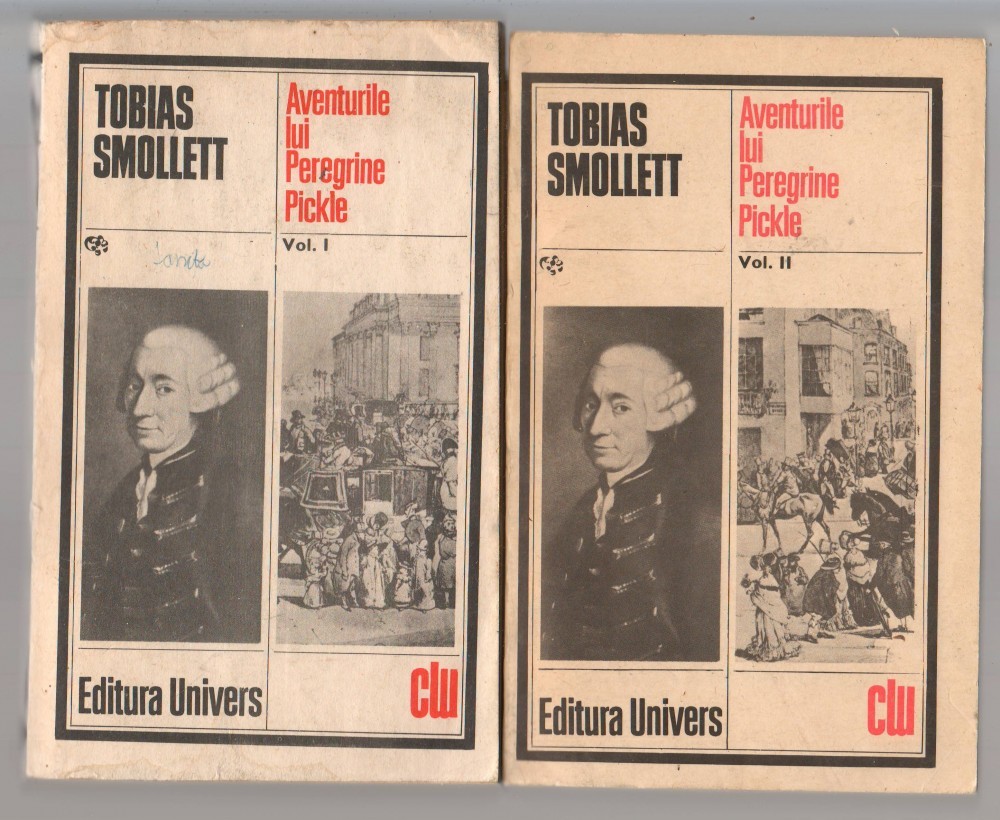 TOBIAS
SMOLLETT
Aventurile
lui
Peregrine
Pickle
Vol. I
Editura Univers
clu
TOBIAS
SMOLLETT
Aventurile
lui
Peregrine
Pickle
Vol. II
Editura Univers
clu